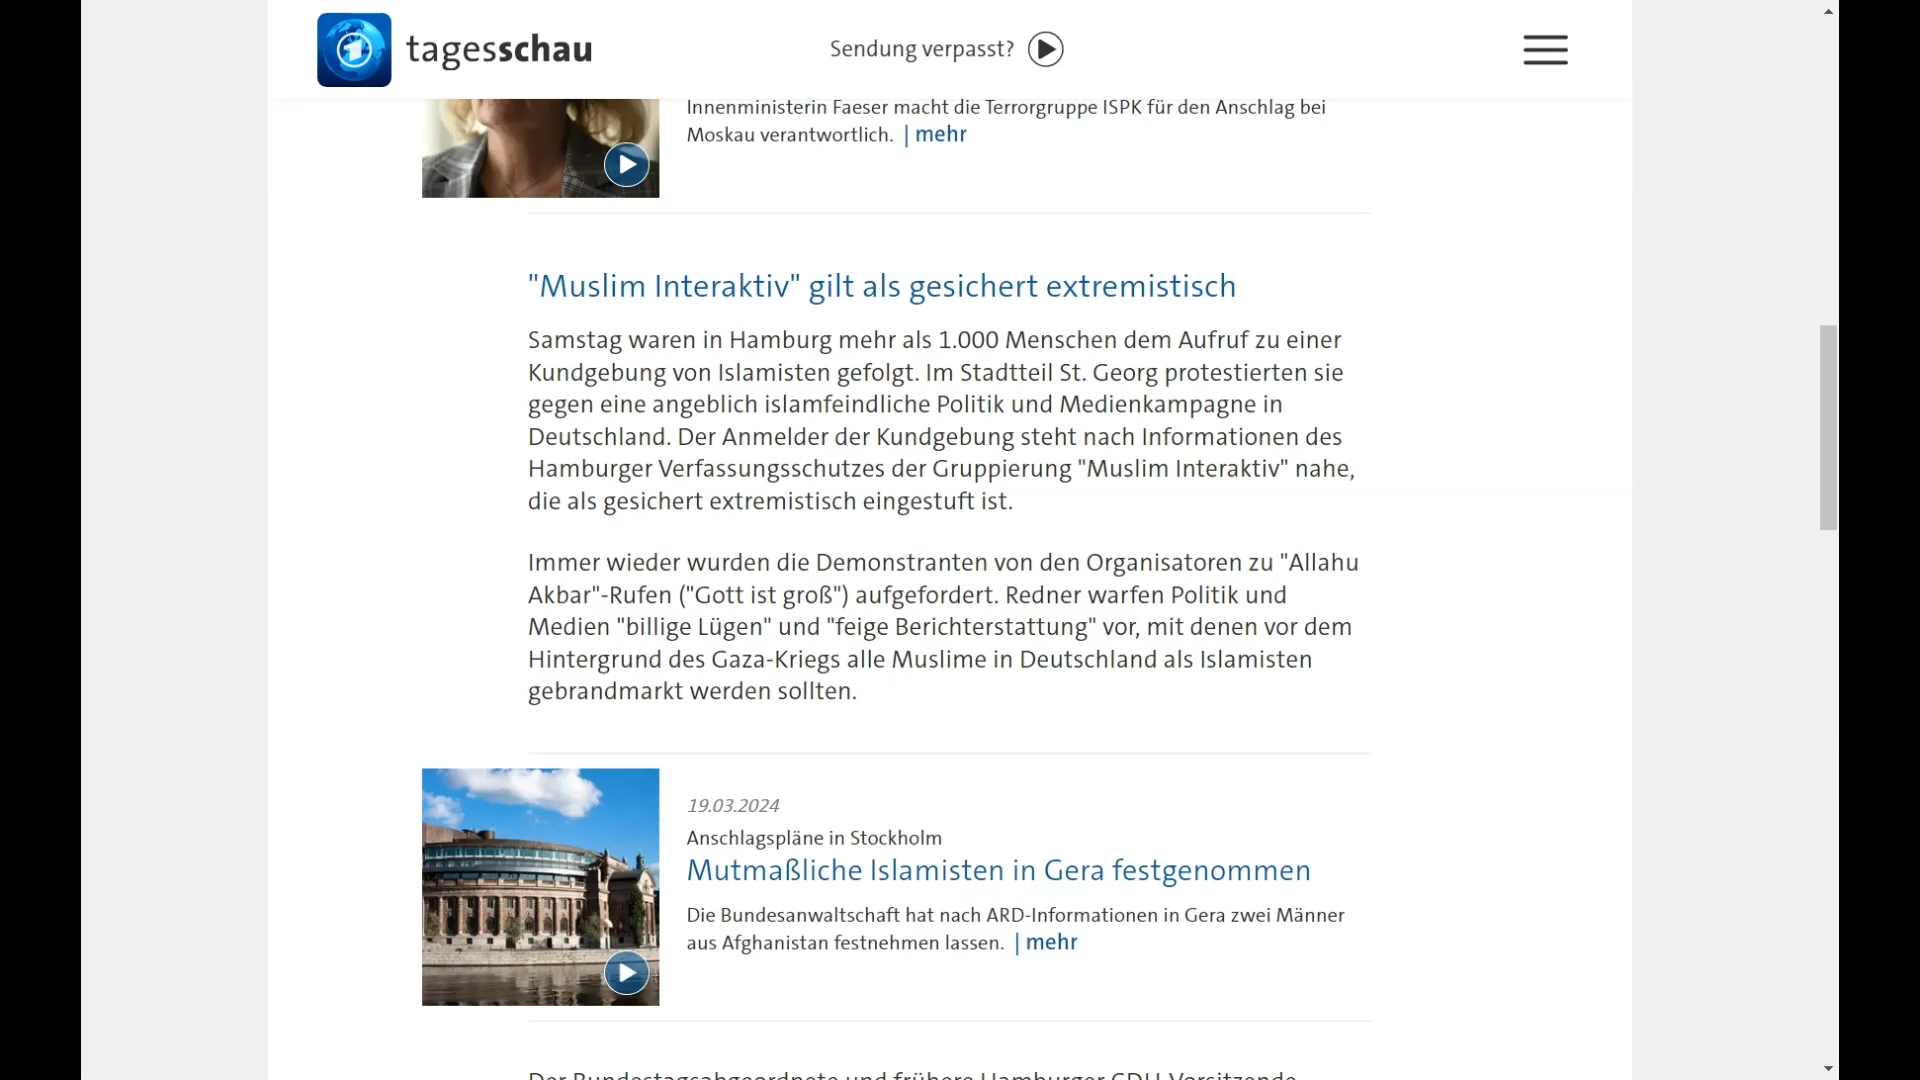 tagesschau
Sendung verpasst?
Innenministerin Faeser macht die Terrorgruppe ISPK für den Anschlag bei
Moskau verantwortlich. | mehr
"Muslim Interaktiv" gilt als gesichert extremistisch
Samstag waren in Hamburg mehr als 1.000 Menschen dem Aufruf zu einer
Kundgebung von Islamisten gefolgt. Im Stadtteil St. Georg protestierten sie
gegen eine angeblich islamfeindliche Politik und Medienkampagne in
Deutschland. Der Anmelder der Kundgebung steht nach Informationen des
Hamburger Verfassungsschutzes der Gruppierung "Muslim Interaktiv" nahe,
die als gesichert extremistisch eingestuft ist.
Immer wieder wurden die Demonstranten von den Organisatoren zu "Allahu
Akbar"-Rufen ("Gott ist groß") aufgefordert. Redner warfen Politik und
Medien "billige Lügen" und "feige Berichterstattung" vor, mit denen vor dem
Hintergrund des Gaza-Kriegs alle Muslime in Deutschland als Islamisten
gebrandmarkt werden sollten.
19.03.2024
Anschlagspläne in Stockholm
Mutmaßliche Islamisten in Gera festgenommen
Die Bundesanwaltschaft hat nach ARD-Informationen in Gera zwei Männer
aus Afghanistan festnehmen lassen. | mehr
Der Bundestagsabgeordnete und frühere Hamburger CDU-Vorsitzende